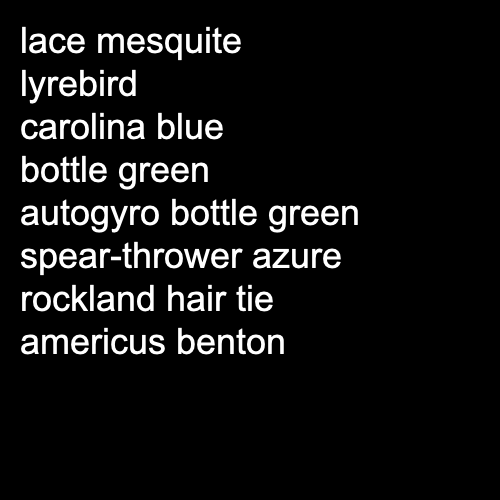 lace mesquite
lyrebird
carolina blue
bottle green
autogyro bottle green
spear-thrower azure
rockland hair tie
americus benton